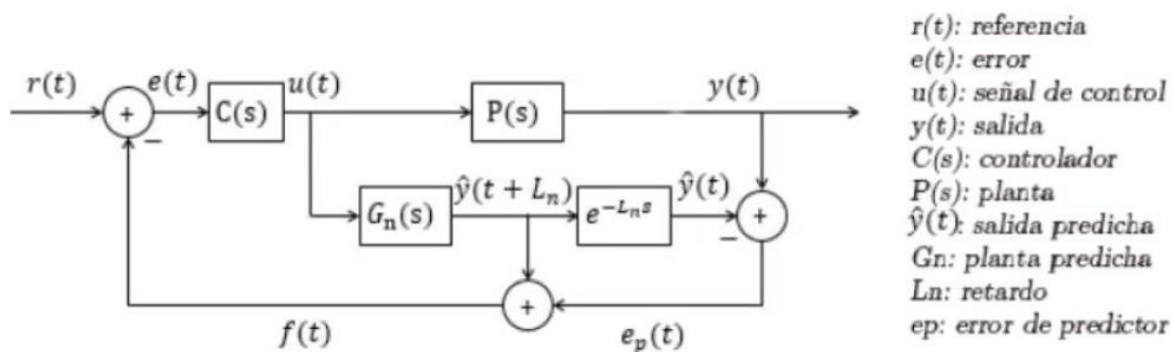 r(t)
+
−
e(t)
C(s)
u(t)
P(s)
y(t)
G_n(s)
ŷ(t + L_n)
e^{-L_n s}
ŷ(t)
−
+
+
f(t)
e_p(t)
r(t): referencia
e(t): error
u(t): señal de control
y(t): salida
C(s): controlador
P(s): planta
ŷ(t): salida predicha
Gn: planta predicha
Ln: retardo
ep: error de predictor